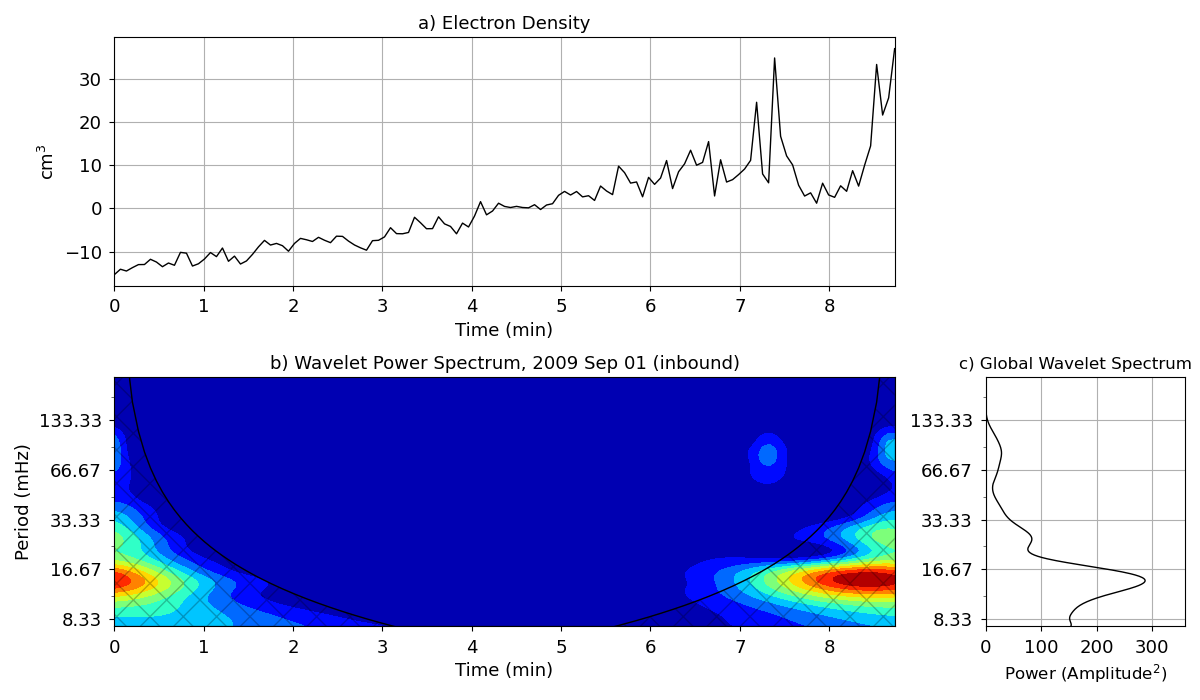 a) Electron Density
cm³
30
20
10
0
−10
0 1 2 3 4 5 6 7 8
Time (min)
b) Wavelet Power Spectrum, 2009 Sep 01 (inbound)
Period (mHz)
133.33
66.67
33.33
16.67
8.33
0 1 2 3 4 5 6 7 8
Time (min)
c) Global Wavelet Spectrum
133.33
66.67
33.33
16.67
8.33
0 100 200 300
Power (Amplitude²)